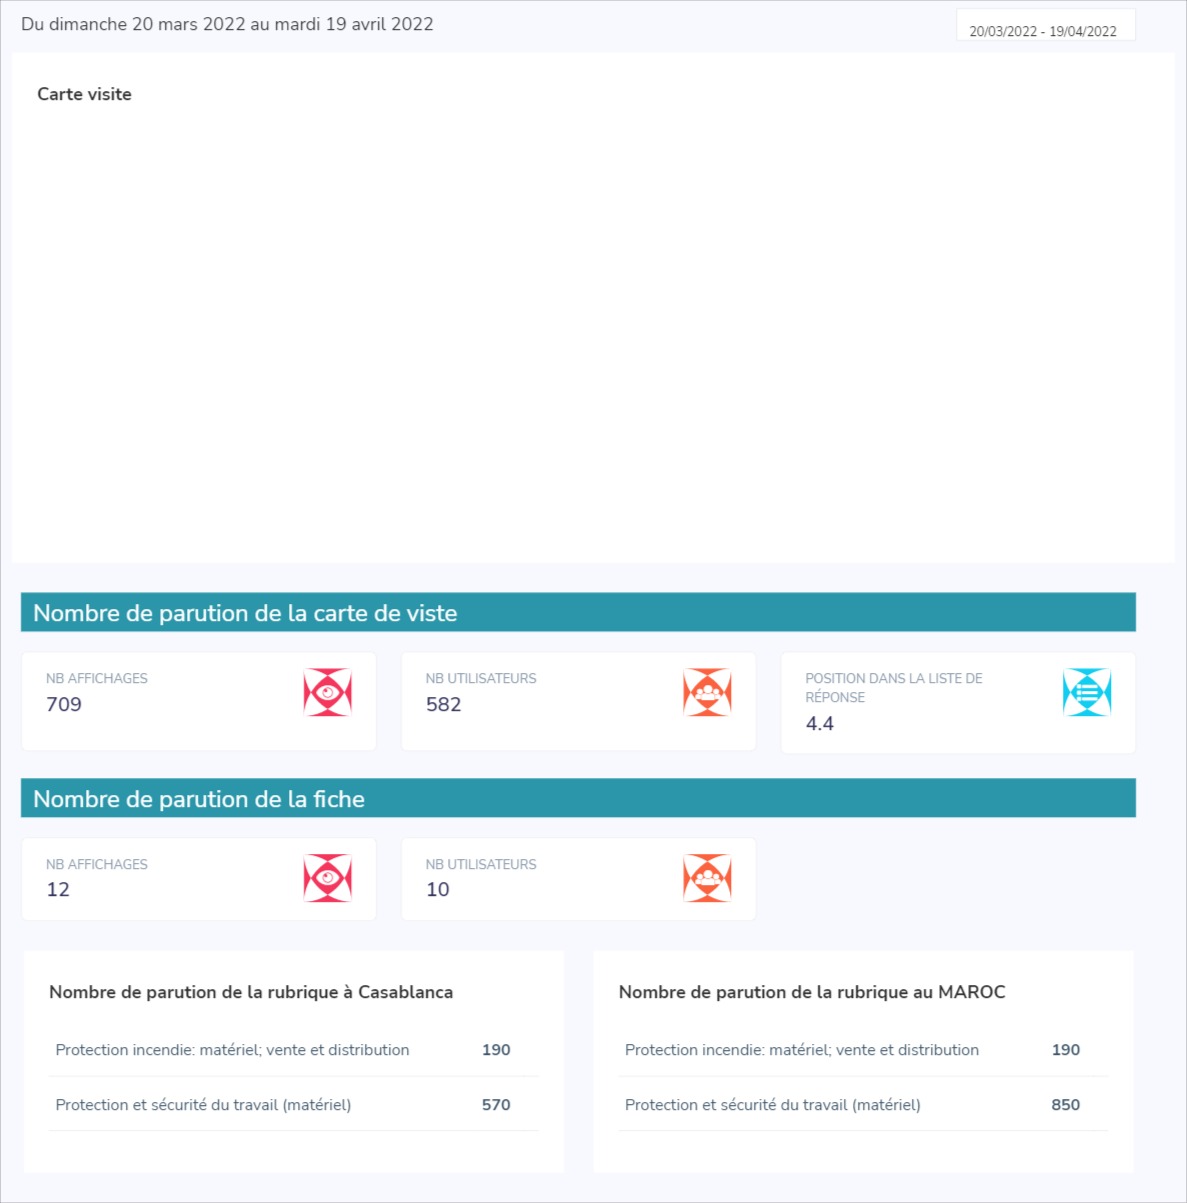 Du dimanche 20 mars 2022 au mardi 19 avril 2022
20/03/2022 - 19/04/2022
Carte visite
Nombre de parution de la carte de viste
NB AFFICHAGES
709
NB UTILISATEURS
582
POSITION DANS LA LISTE DE
RÉPONSE
4.4
Nombre de parution de la fiche
NB AFFICHAGES
12
NB UTILISATEURS
10
Nombre de parution de la rubrique à Casablanca
Protection incendie: matériel; vente et distribution 190
Protection et sécurité du travail (matériel) 570
Nombre de parution de la rubrique au MAROC
Protection incendie: matériel; vente et distribution 190
Protection et sécurité du travail (matériel) 850